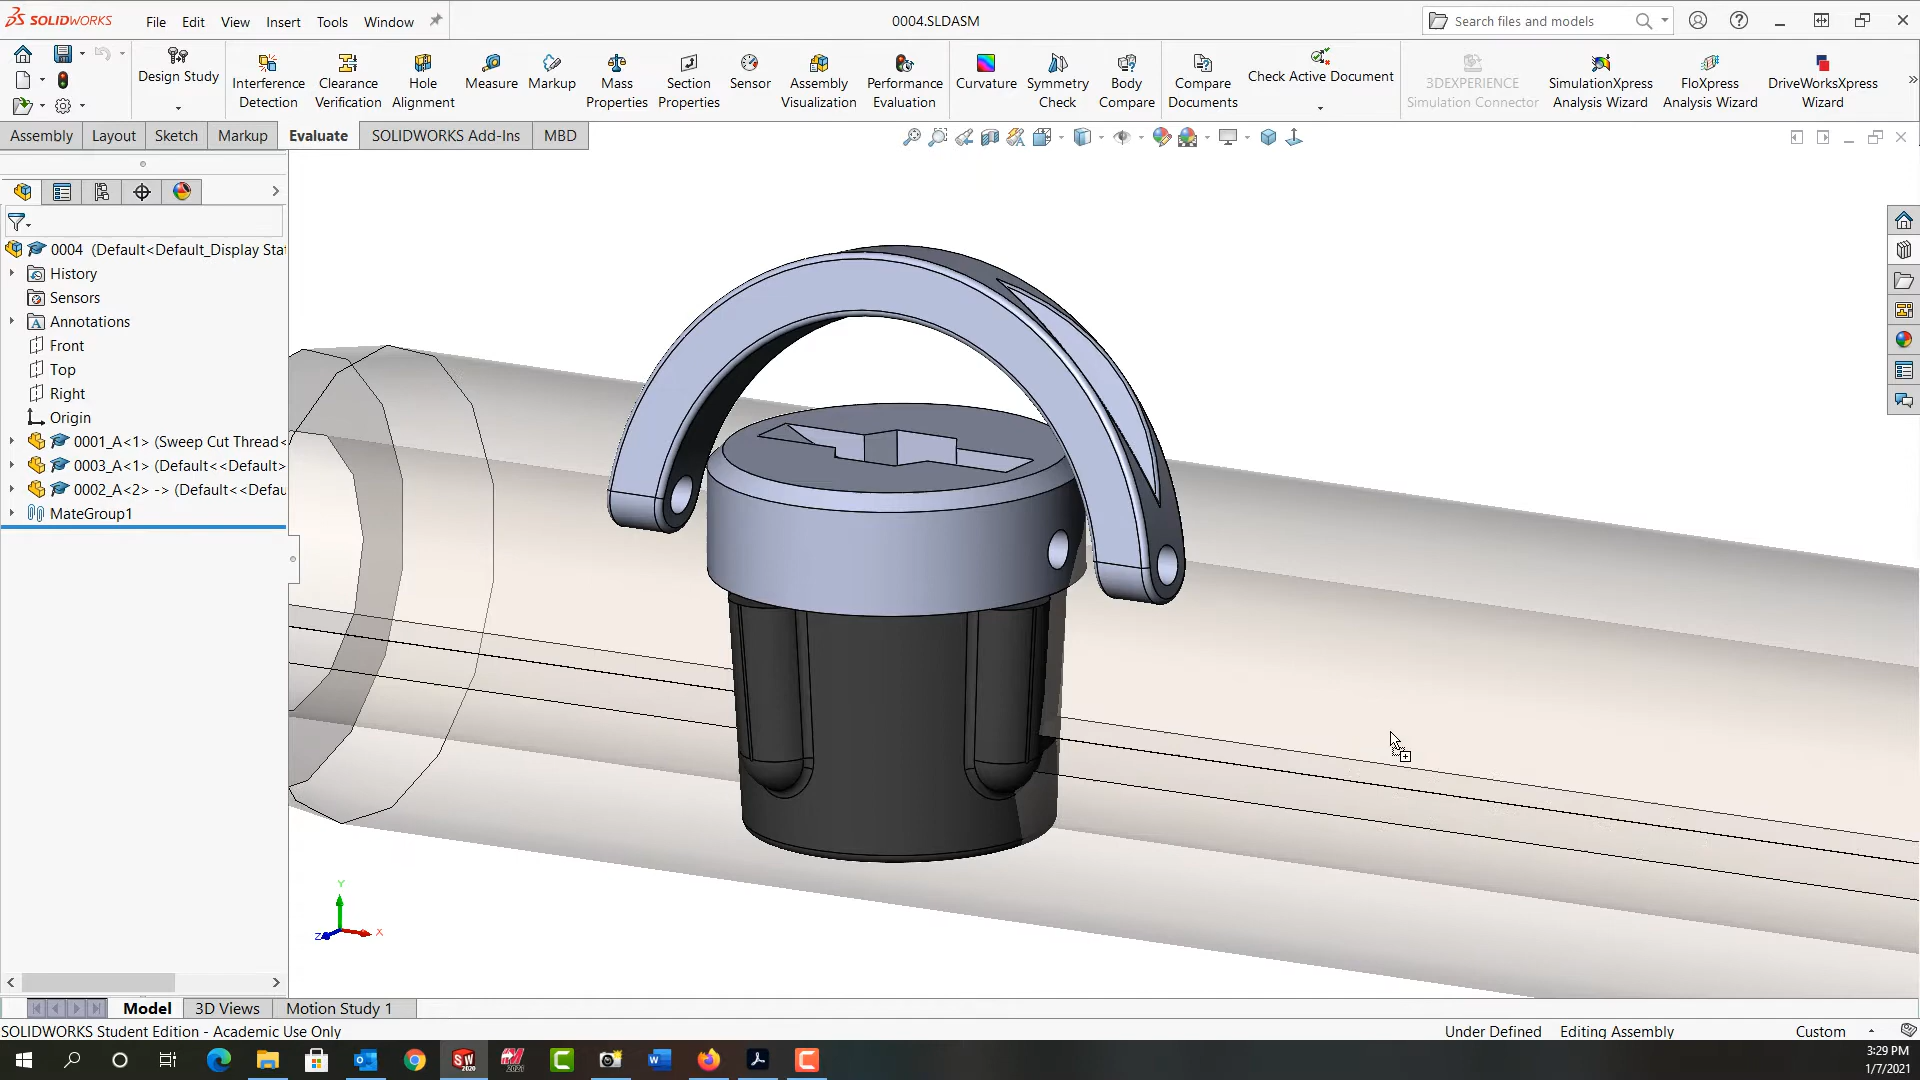 SOLIDWORKS File Edit View Insert Tools Window 0004.SLDASM Search files and models
Design Study
Interference Detection
Clearance Verification
Hole Alignment
Measure
Markup
Mass Properties
Section Properties
Sensor
Assembly Visualization
Performance Evaluation
Curvature
Symmetry Check
Body Compare
Compare Documents
Check Active Document
3DEXPERIENCE Simulation Connector
SimulationXpress Analysis Wizard
FloXpress Analysis Wizard
DriveWorksXpress Wizard
Assembly Layout Sketch Markup Evaluate SOLIDWORKS Add-Ins MBD
0004 (Default<Default_Display Sta
History
Sensors
Annotations
Front
Top
Right
Origin
0001_A<1> (Sweep Cut Thread<
0003_A<1> (Default<<Default>
0002_A<2> -> (Default<<Defau
MateGroup1
Y
Z
X
Model 3D Views Motion Study 1
SOLIDWORKS Student Edition - Academic Use Only Under Defined Editing Assembly Custom
3:29 PM
1/7/2021